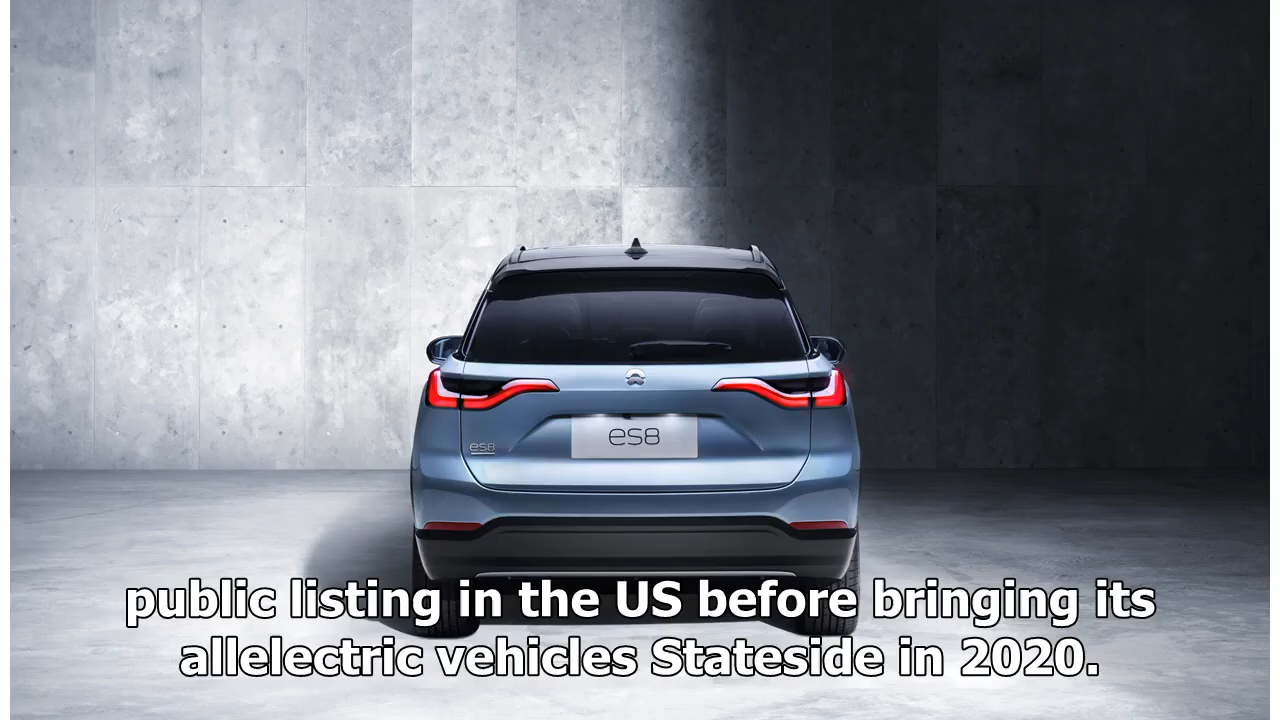 es8
es8
public listing in the US before bringing its
allelectric vehicles Stateside in 2020.